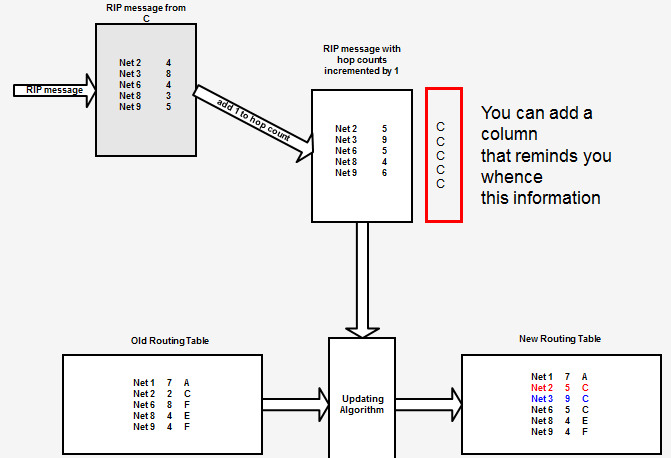 RIP message from
C
Net 2 4
Net 3 8
Net 6 4
Net 8 3
Net 9 5
RIP message
add 1 to hop count
RIP message with
hop counts
incremented by 1
Net 2 5
Net 3 9
Net 6 5
Net 8 4
Net 9 6
C
C
C
C
C
You can add a
column
that reminds you
whence
this information
Old Routing Table
Net 1 7 A
Net 2 2 C
Net 6 8 F
Net 8 4 E
Net 9 4 F
Updating
Algorithm
New Routing Table
Net 1 7 A
Net 2 5 C
Net 3 9 C
Net 6 5 C
Net 8 4 E
Net 9 4 F